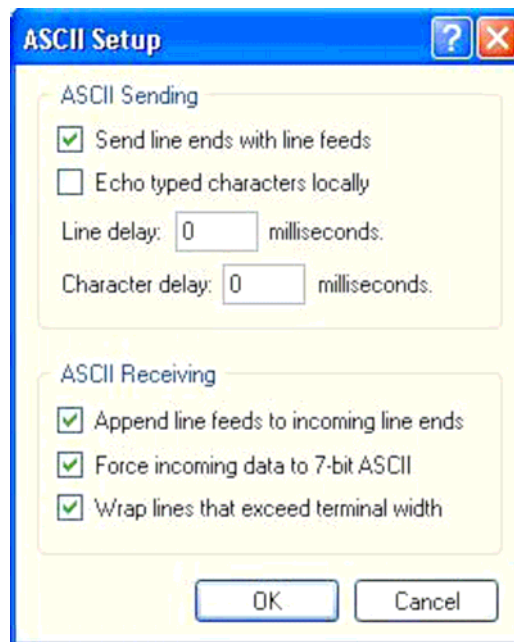 ASCII Setup
ASCII Sending
Send line ends with line feeds
Echo typed characters locally
Line delay: 0 milliseconds.
Character delay: 0 milliseconds.
ASCII Receiving
Append line feeds to incoming line ends
Force incoming data to 7-bit ASCII
Wrap lines that exceed terminal width
OK Cancel